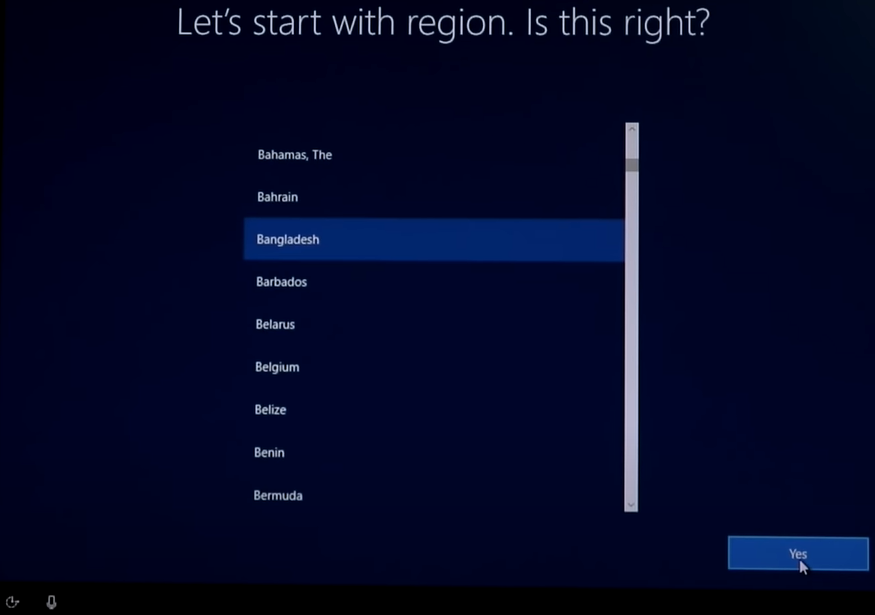 Let's start with region. Is this right?
Bahamas, The
Bahrain
Bangladesh
Barbados
Belarus
Belgium
Belize
Benin
Bermuda
Yes